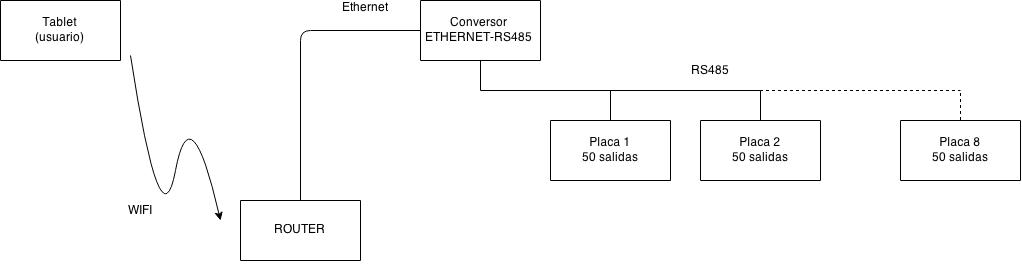 Ethernet
Tablet
(usuario)
Conversor
ETHERNET-RS485
RS485
Placa 1
50 salidas
Placa 2
50 salidas
Placa 8
50 salidas
WIFI
ROUTER